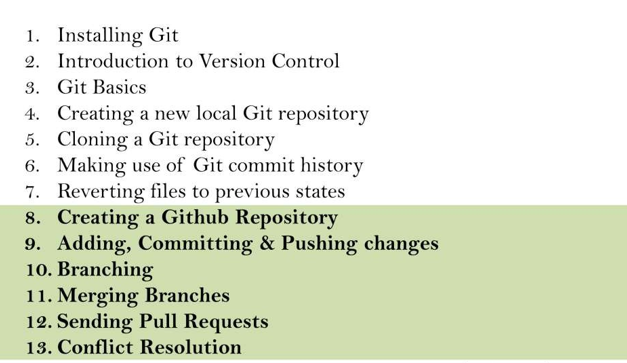 1. Installing Git
2. Introduction to Version Control
3. Git Basics
4. Creating a new local Git repository
5. Cloning a Git repository
6. Making use of Git commit history
7. Reverting files to previous states
8. Creating a Github Repository
9. Adding, Committing & Pushing changes
10. Branching
11. Merging Branches
12. Sending Pull Requests
13. Conflict Resolution